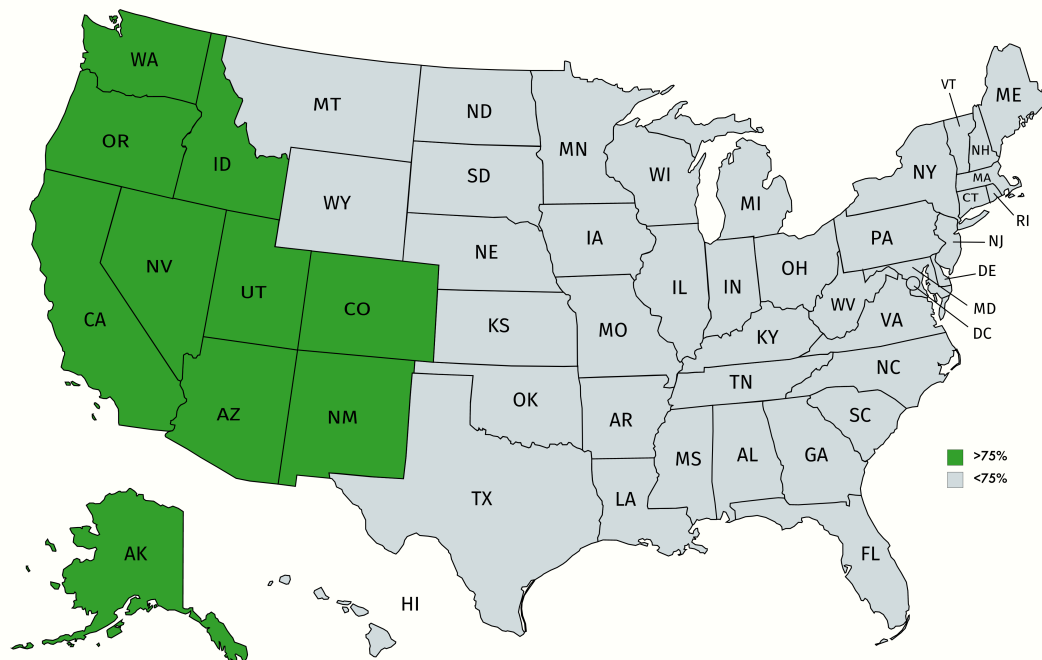 WA
OR
ID
MT
ND
MN
WI
MI
VT
ME
NH
NY
MA
CT
RI
WY
SD
IA
NE
PA
NJ
DE
MD
DC
OH
IN
IL
WV
VA
CA
NV
UT
CO
KS
MO
KY
NC
TN
AZ
NM
OK
AR
SC
MS
AL
GA
>75%
<75%
TX
LA
FL
AK
HI